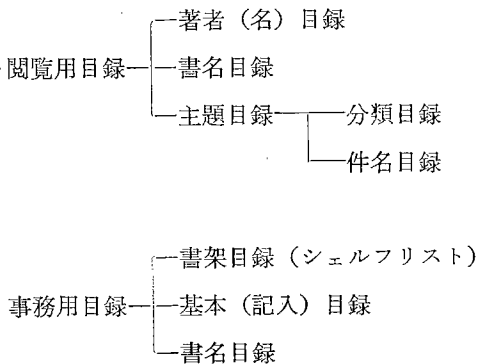 著者（名）目録
閲覧用目録
書名目録
主題目録 分類目録
件名目録
書架目録（シェルフリスト）
事務用目録 基本（記入）目録
書名目録